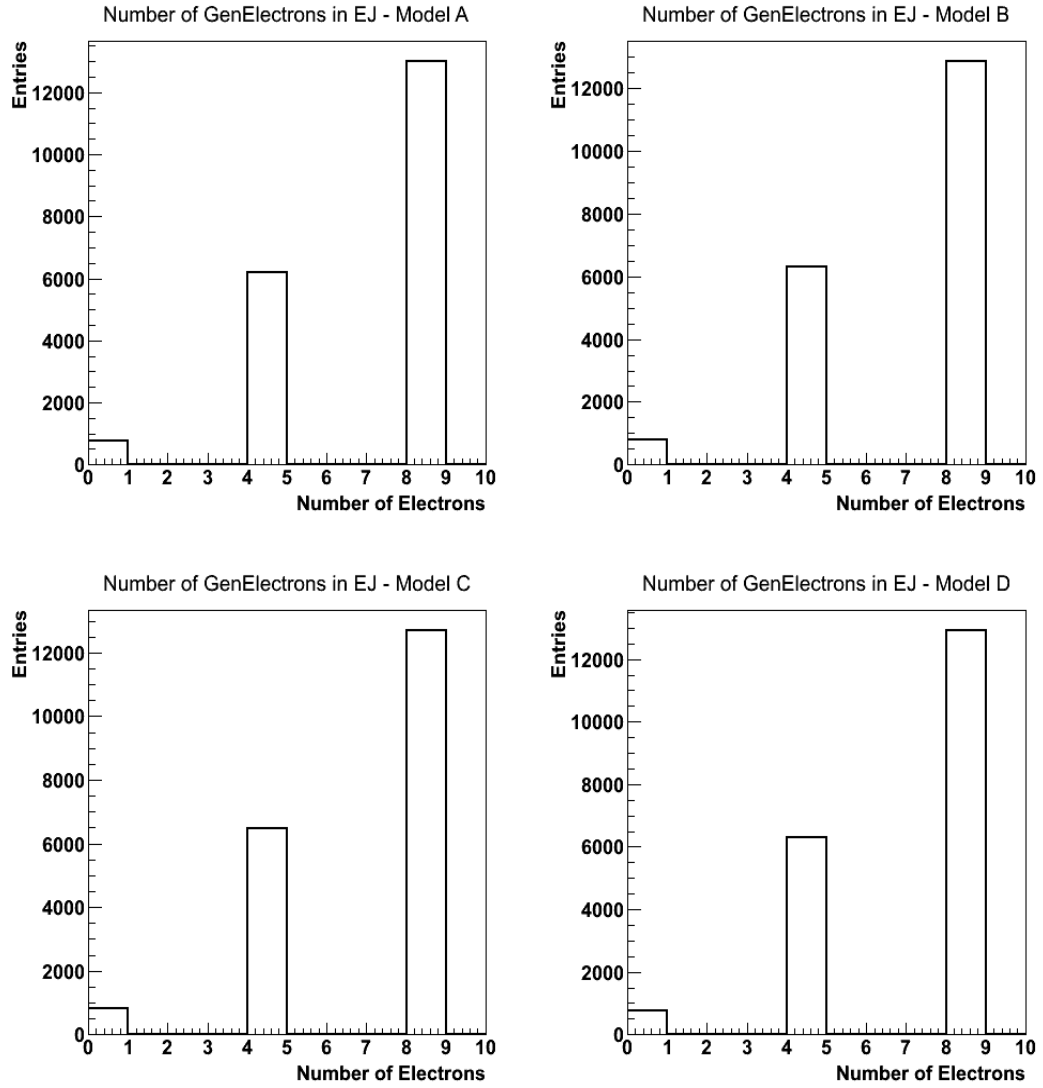 Number of GenElectrons in EJ - Model A
Entries
12000
10000
8000
6000
4000
2000
0
0 1 2 3 4 5 6 7 8 9 10
Number of Electrons
Number of GenElectrons in EJ - Model B
Entries
12000
10000
8000
6000
4000
2000
0
0 1 2 3 4 5 6 7 8 9 10
Number of Electrons
Number of GenElectrons in EJ - Model C
Entries
12000
10000
8000
6000
4000
2000
0
0 1 2 3 4 5 6 7 8 9 10
Number of Electrons
Number of GenElectrons in EJ - Model D
Entries
12000
10000
8000
6000
4000
2000
0
0 1 2 3 4 5 6 7 8 9 10
Number of Electrons